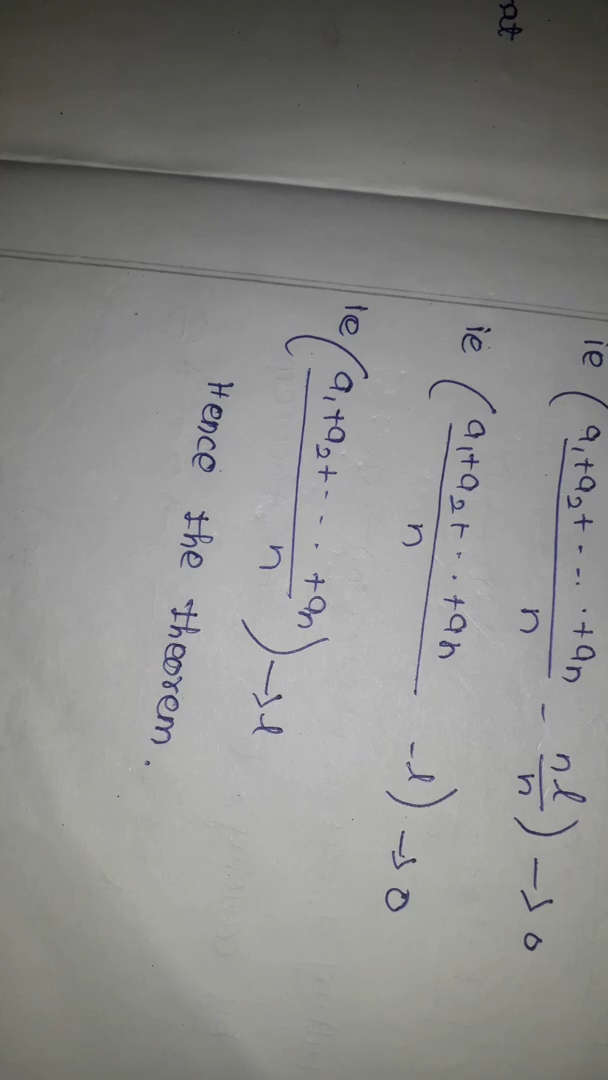 ie (a₁+a₂+-..·+aₙ / n - nl/n) → 0
ie (a₁+a₂+··+aₙ / n -l) → 0
ie (a₁+a₂+--·+aₙ / n) → l
Hence the theorem.